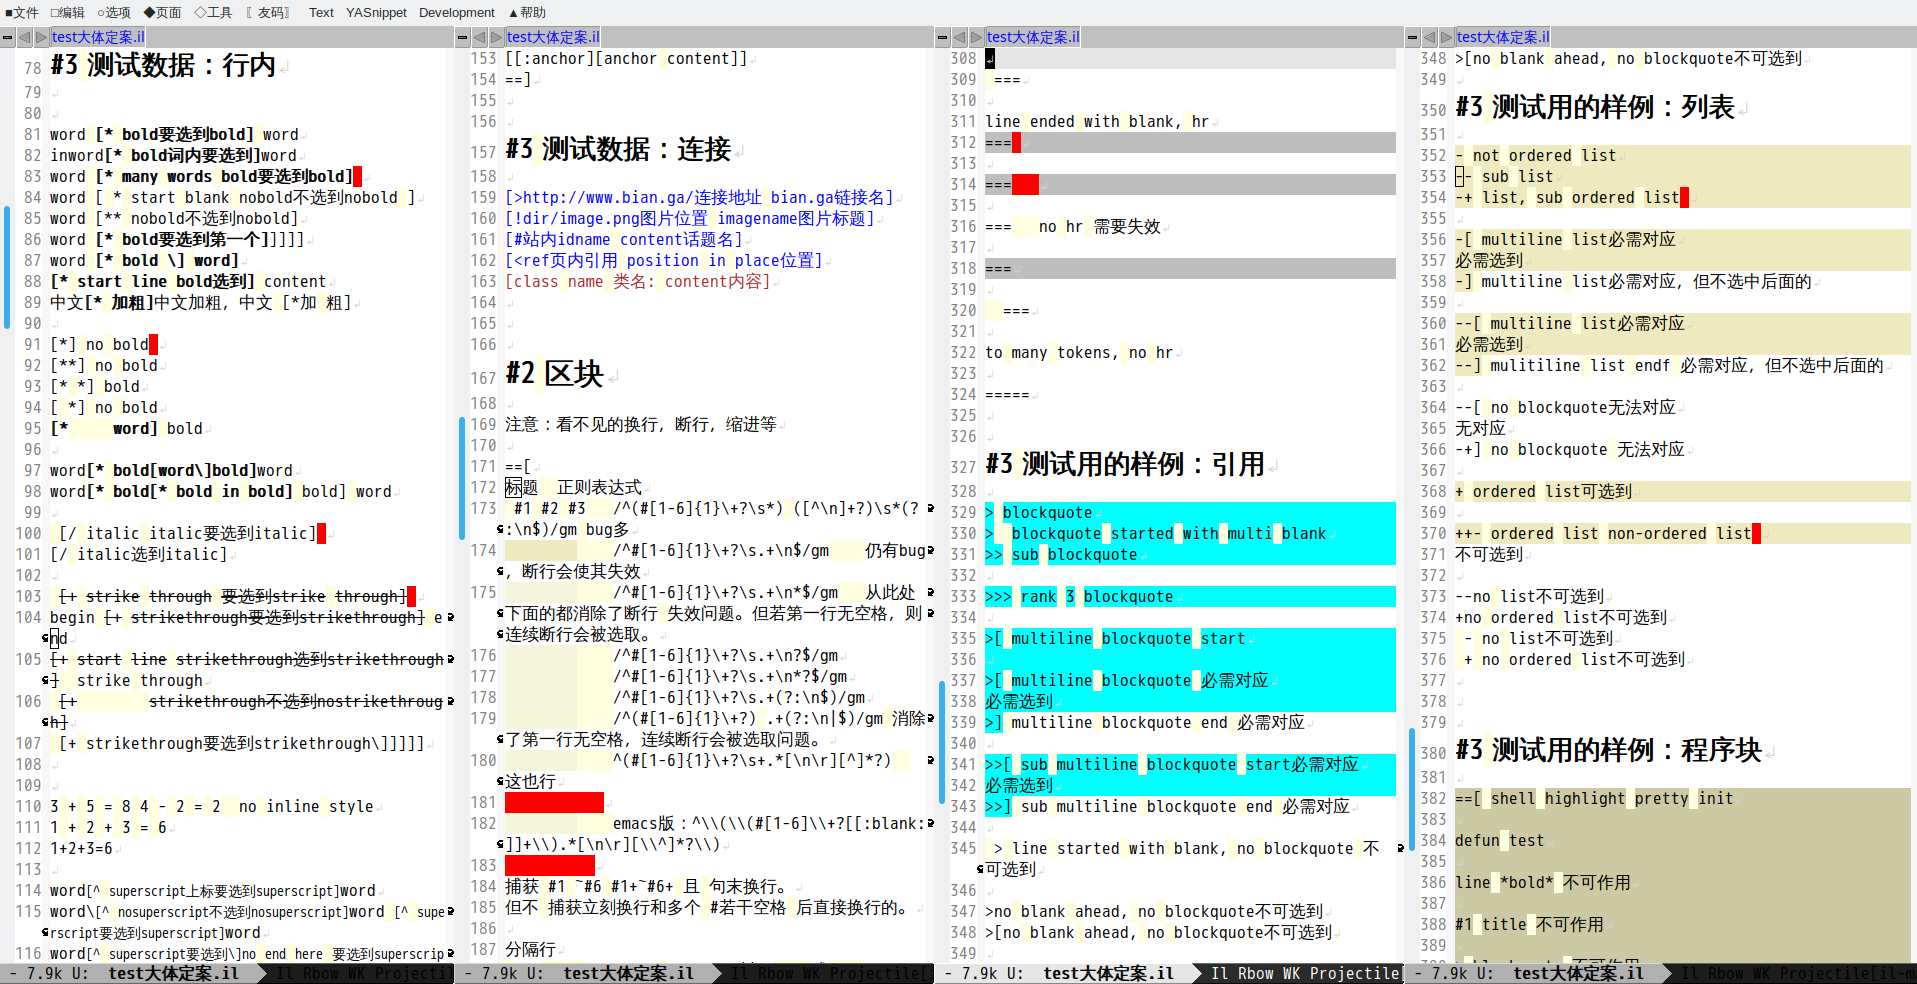 ■文件 □编辑 ○选项 ◆页面 ◇工具 〖友码〗 Text YASnippet Development ▲帮助
test大体定案.il
78 #3 测试数据：行内
79
80
81 word [* bold要选到bold] word
82 inword[* bold词内要选到]word
83 word [* many words bold要选到bold]
84 word [ * start blank nobold不选到nobold ]
85 word [** nobold不选到nobold]
86 word [* bold要选到第一个]]]]]
87 word [* bold \] word]
88 [* start line bold选到] content
89 中文[* 加粗]中文加粗, 中文 [*加 粗]
90
91 [*] no bold
92 [**] no bold
93 [* *] bold
94 [ *] no bold
95 [*     word] bold
96
97 word[* bold[word\]bold]word
98 word[* bold[* bold in bold] bold] word
99
100  [/ italic italic要选到italic]
101 [/ italic选到italic]
102
103  [+ strike through 要选到strike through]
104 begin [+ strikethrough要选到strikethrough] e
nd
105 [+ start line strikethrough选到strikethrough
]  strike through
106  [+        strikethrough不选到nostrikethroug
h]
107  [+ strikethrough要选到strikethrough\]]]]]
108
109
110 3 + 5 = 8 4 - 2 = 2  no inline style
111 1 + 2 + 3 = 6
112 1+2+3=6
113
114 word[^ superscript上标要选到superscript]word
115 word\[^ nosuperscript不选到nosuperscript]word [^ supe
rscript要选到superscript]word
116 word[^ superscript要选到\]no end here 要选到superscrip
- 7.9k U:  test大体定案.il  Il Rbow WK Projectil
test大体定案.il
153 [[:anchor][anchor content]]
154 ==]
155
156
157 #3 测试数据：连接
158
159 [>http://www.bian.ga/连接地址 bian.ga链接名]
160 [!dir/image.png图片位置 imagename图片标题]
161 [#站内idname content话题名]
162 [<ref页内引用 position in place位置]
163 [class name 类名: content内容]
164
165
166
167 #2 区块
168
169 注意：看不见的换行, 断行, 缩进等
170
171 ==[
172 标题  正则表达式
173  #1 #2 #3   /^(#[1-6]{1}\+?\s*) ([^\n]+?)\s*(?
:\n$)/gm bug多
174             /^#[1-6]{1}\+?\s.+\n$/gm    仍有bug
, 断行会使其失效
175             /^#[1-6]{1}\+?\s.+\n*$/gm   从此处
下面的都消除了断行 失效问题。但若第一行无空格, 则
连续断行会被选取。
176             /^#[1-6]{1}\+?\s.+\n?$/gm
177             /^#[1-6]{1}\+?\s.+\n*?$/gm
178             /^#[1-6]{1}\+?\s.+(?:\n$)/gm
179             /^(#[1-6]{1}\+?) .+(?:\n|$)/gm 消除
了第一行无空格, 连续断行会被选取问题。
180             ^(#[1-6]{1}\+?\s+.*[\n\r][^]*?)
这也行
181
182             emacs版：^\\(\\(#[1-6]\\+?[[:blank:
]]+\\).*[\n\r][\\^]*?\\)
183
184 捕获 #1 ~#6 #1+~#6+ 且 句末换行。
185 但不 捕获立刻换行和多个 #若干空格 后直接换行的。
186
187 分隔行
- 7.9k U:  test大体定案.il  Il Rbow WK Projectile[
test大体定案.il
308
309  ===
310
311 line ended with blank, hr
312 ===
313
314 ===
315
316 ===   no hr 需要失效
317
318 ===
319
320   ===
321
322 to many tokens, no hr
323
324 =====
325
326
327 #3 测试用的样例：引用
328
329 > blockquote
330 >  blockquote started with multi blank
331 >> sub blockquote
332
333 >>> rank 3 blockquote
334
335 >[ multiline blockquote start
336
337 >[ multiline blockquote 必需对应
338 必需选到
339 >] multiline blockquote end 必需对应
340
341 >>[ sub multiline blockquote start必需对应
342 必需选到
343 >>] sub multiline blockquote end 必需对应
344
345  > line started with blank, no blockquote 不
可选到
346
347 >no blank ahead, no blockquote不可选到
348 >[no blank ahead, no blockquote不可选到
349
- 7.9k U:  test大体定案.il  Il Rbow WK Projectile[
test大体定案.il
348 >[no blank ahead, no blockquote不可选到
349
350 #3 测试用的样例：列表
351
352 - not ordered list
353 -- sub list
354 -+ list, sub ordered list
355
356 -[ multiline list必需对应
357 必需选到
358 -] multiline list必需对应, 但不选中后面的
359
360 --[ multiline list必需对应
361 必需选到
362 --] mulitiline list endf 必需对应, 但不选中后面的
363
364 --[ no blockquote无法对应
365 无对应
366 -+] no blockquote 无法对应
367
368 + ordered list可选到
369
370 ++- ordered list non-ordered list
371 不可选到
372
373 --no list不可选到
374 +no ordered list不可选到
375  - no list不可选到
376  + no ordered list不可选到
377
378
379
380 #3 测试用的样例：程序块
381
382 ==[ shell highlight pretty init
383
384 defun test
385
386 line *bold* 不可作用
387
388 #1 title 不可作用
389
- 7.9k U:  test大体定案.il  Il Rbow WK Projectile[il-m